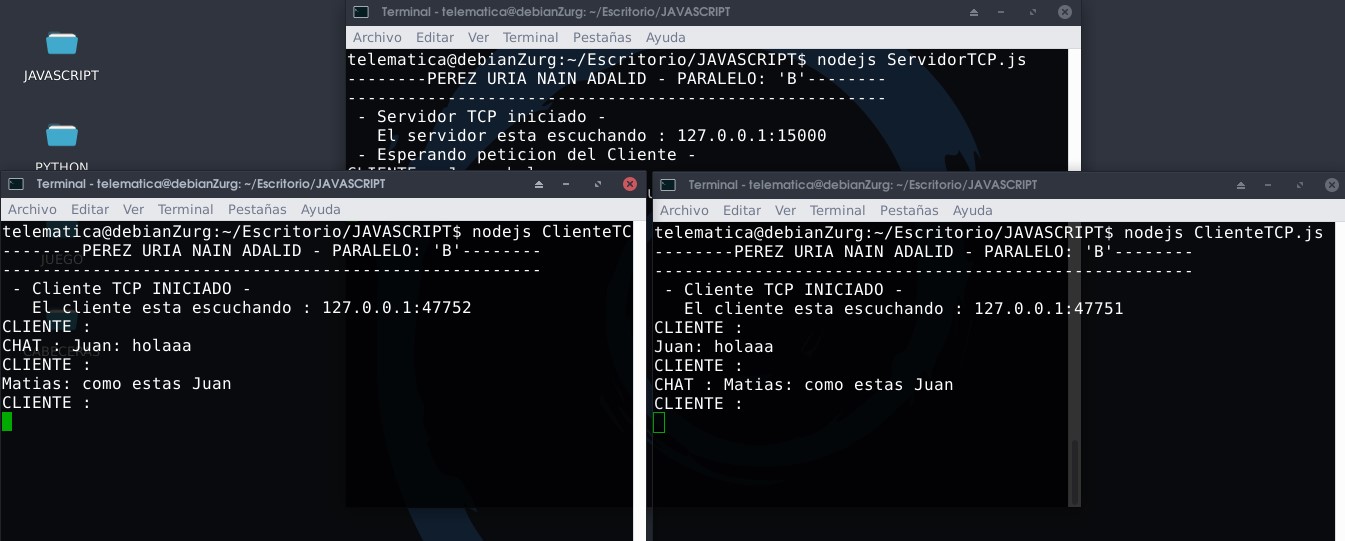 JAVASCRIPT
PYTHON
JUEGO
CABECERAS
Terminal - telematica@debianZurg: ~/Escritorio/JAVASCRIPT
Archivo Editar Ver Terminal Pestañas Ayuda
telematica@debianZurg:~/Escritorio/JAVASCRIPT$ nodejs ServidorTCP.js
--------PEREZ URIA NAIN ADALID - PARALELO: 'B'--------
------------------------------------------------------
- Servidor TCP iniciado -
El servidor esta escuchando : 127.0.0.1:15000
- Esperando peticion del Cliente -
Terminal - telematica@debianZurg: ~/Escritorio/JAVASCRIPT
Archivo Editar Ver Terminal Pestañas Ayuda
telematica@debianZurg:~/Escritorio/JAVASCRIPT$ nodejs ClienteTC
--------PEREZ URIA NAIN ADALID - PARALELO: 'B'--------
------------------------------------------------------
- Cliente TCP INICIADO -
El cliente esta escuchando : 127.0.0.1:47752
CLIENTE :
CHAT : Juan: holaaa
CLIENTE :
Matias: como estas Juan
CLIENTE :
Terminal - telematica@debianZurg: ~/Escritorio/JAVASCRIPT
Archivo Editar Ver Terminal Pestañas Ayuda
telematica@debianZurg:~/Escritorio/JAVASCRIPT$ nodejs ClienteTCP.js
--------PEREZ URIA NAIN ADALID - PARALELO: 'B'--------
------------------------------------------------------
- Cliente TCP INICIADO -
El cliente esta escuchando : 127.0.0.1:47751
CLIENTE :
Juan: holaaa
CLIENTE :
CHAT : Matias: como estas Juan
CLIENTE :